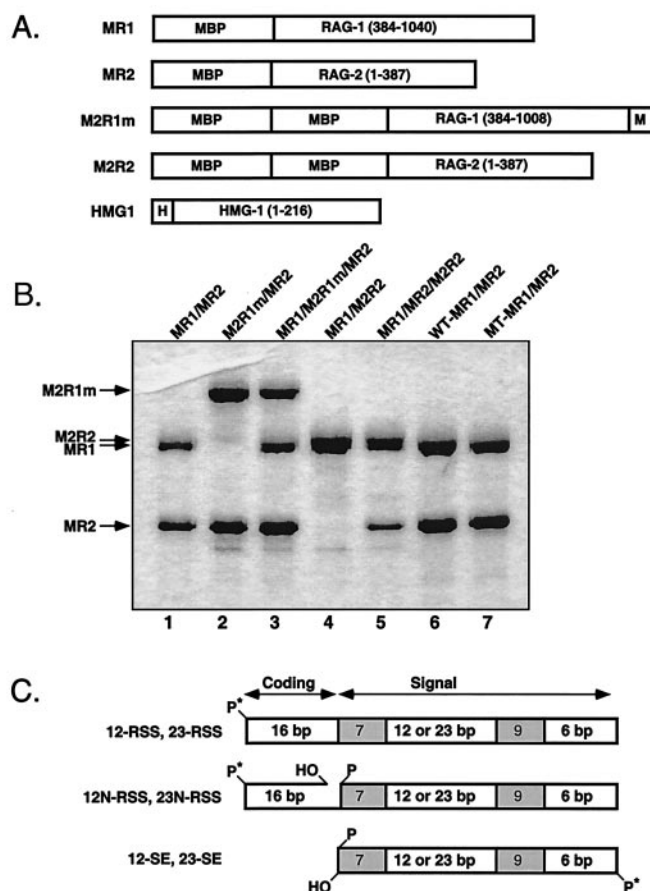 A.
MR1 MBP RAG-1 (384-1040)
MR2 MBP RAG-2 (1-387)
M2R1m MBP MBP RAG-1 (384-1008) M
M2R2 MBP MBP RAG-2 (1-387)
HMG1 H HMG-1 (1-216)
B.
MR1/MR2 M2R1m/MR2 MR1/M2R1m/MR2 MR1/M2R2 MR1/MR2/M2R2 WT-MR1/MR2 MT-MR1/MR2
M2R1m
M2R2
MR1
MR2
1 2 3 4 5 6 7
C.
Coding Signal
P*
12-RSS, 23-RSS 16 bp 7 12 or 23 bp 9 6 bp
P* HO P
12N-RSS, 23N-RSS 16 bp 7 12 or 23 bp 9 6 bp
P
12-SE, 23-SE 7 12 or 23 bp 9 6 bp
HO P*